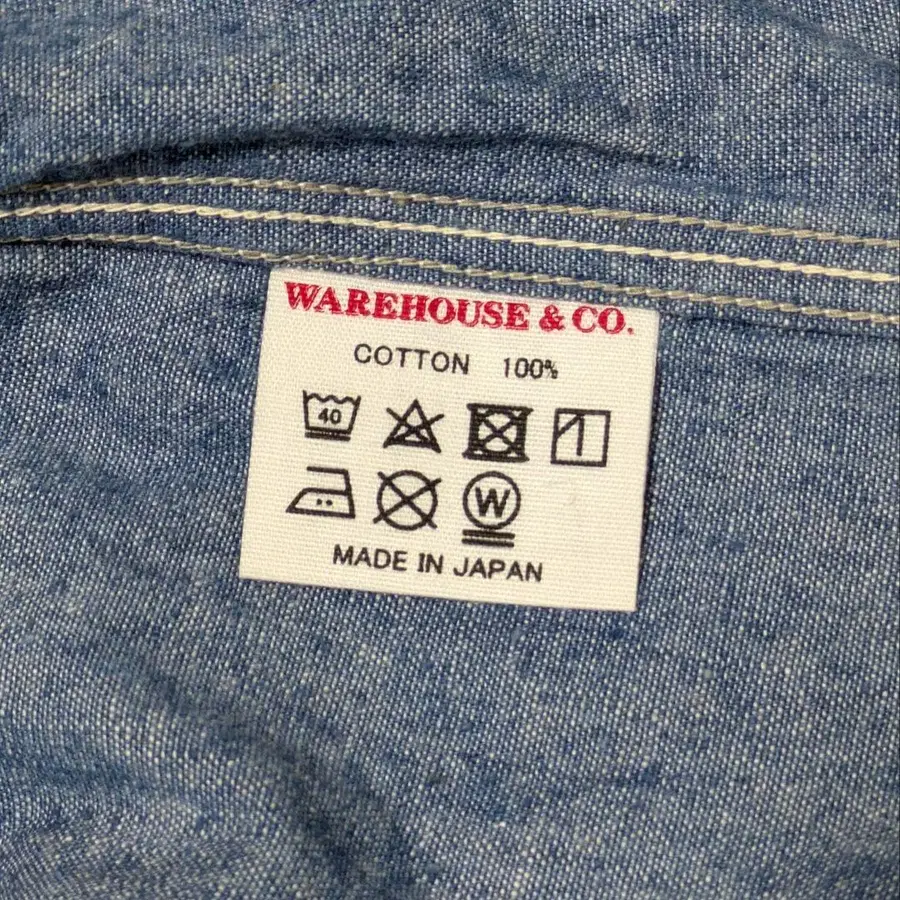 WAREHOUSE & CO.
COTTON 100%
40
W
MADE IN JAPAN